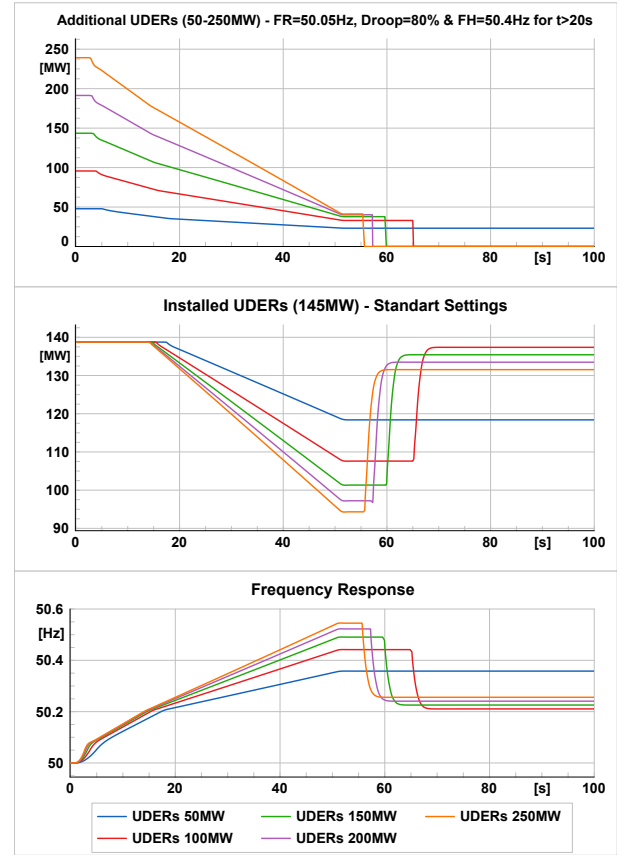 Additional UDERs (50-250MW) - FR=50.05Hz, Droop=80% & FH=50.4Hz for t>20s
250
[MW]
200
150
100
50
0
0 20 40 60 [s] 100
Installed UDERs (145MW) - Standart Settings
140
[MW]
130
120
110
100
90
0 20 40 60 80 [s] 100
Frequency Response
50.6
[Hz]
50.4
50.2
50
0 20 40 60 80 [s] 100
UDERs 50MW UDERs 150MW UDERs 250MW
UDERs 100MW UDERs 200MW